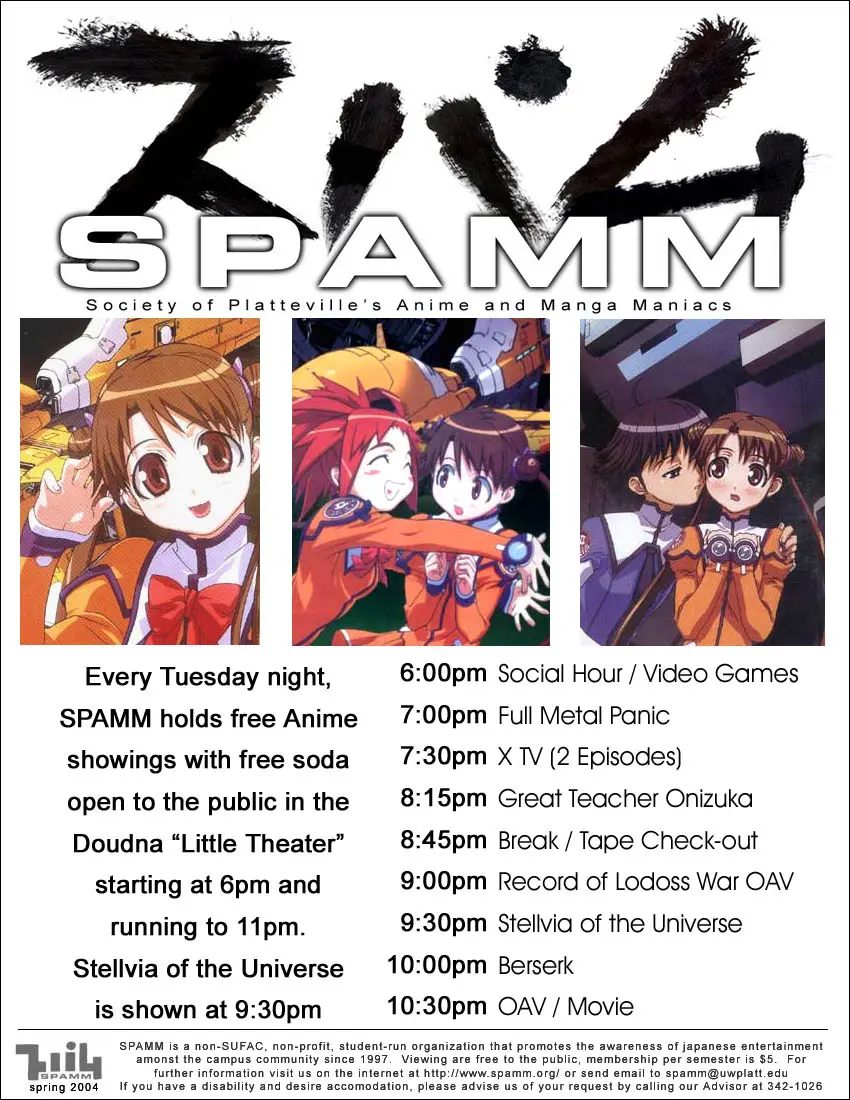 スパム
SPAMM
Society of Platteville's Anime and Manga Maniacs
Every Tuesday night,
SPAMM holds free Anime
showings with free soda
open to the public in the
Doudna “Little Theater”
starting at 6pm and
running to 11pm.
Stellvia of the Universe
is shown at 9:30pm
6:00pm Social Hour / Video Games
7:00pm Full Metal Panic
7:30pm X TV (2 Episodes)
8:15pm Great Teacher Onizuka
8:45pm Break / Tape Check-out
9:00pm Record of Lodoss War OAV
9:30pm Stellvia of the Universe
10:00pm Berserk
10:30pm OAV / Movie
スパム
SPAMM
spring 2004
SPAMM is a non-SUFAC, non-profit, student-run organization that promotes the awareness of japanese entertainment
amonst the campus community since 1997. Viewing are free to the public, membership per semester is $5. For
further information visit us on the internet at http://www.spamm.org/ or send email to spamm@uwplatt.edu
If you have a disability and desire accomodation, please advise us of your request by calling our Advisor at 342-1026